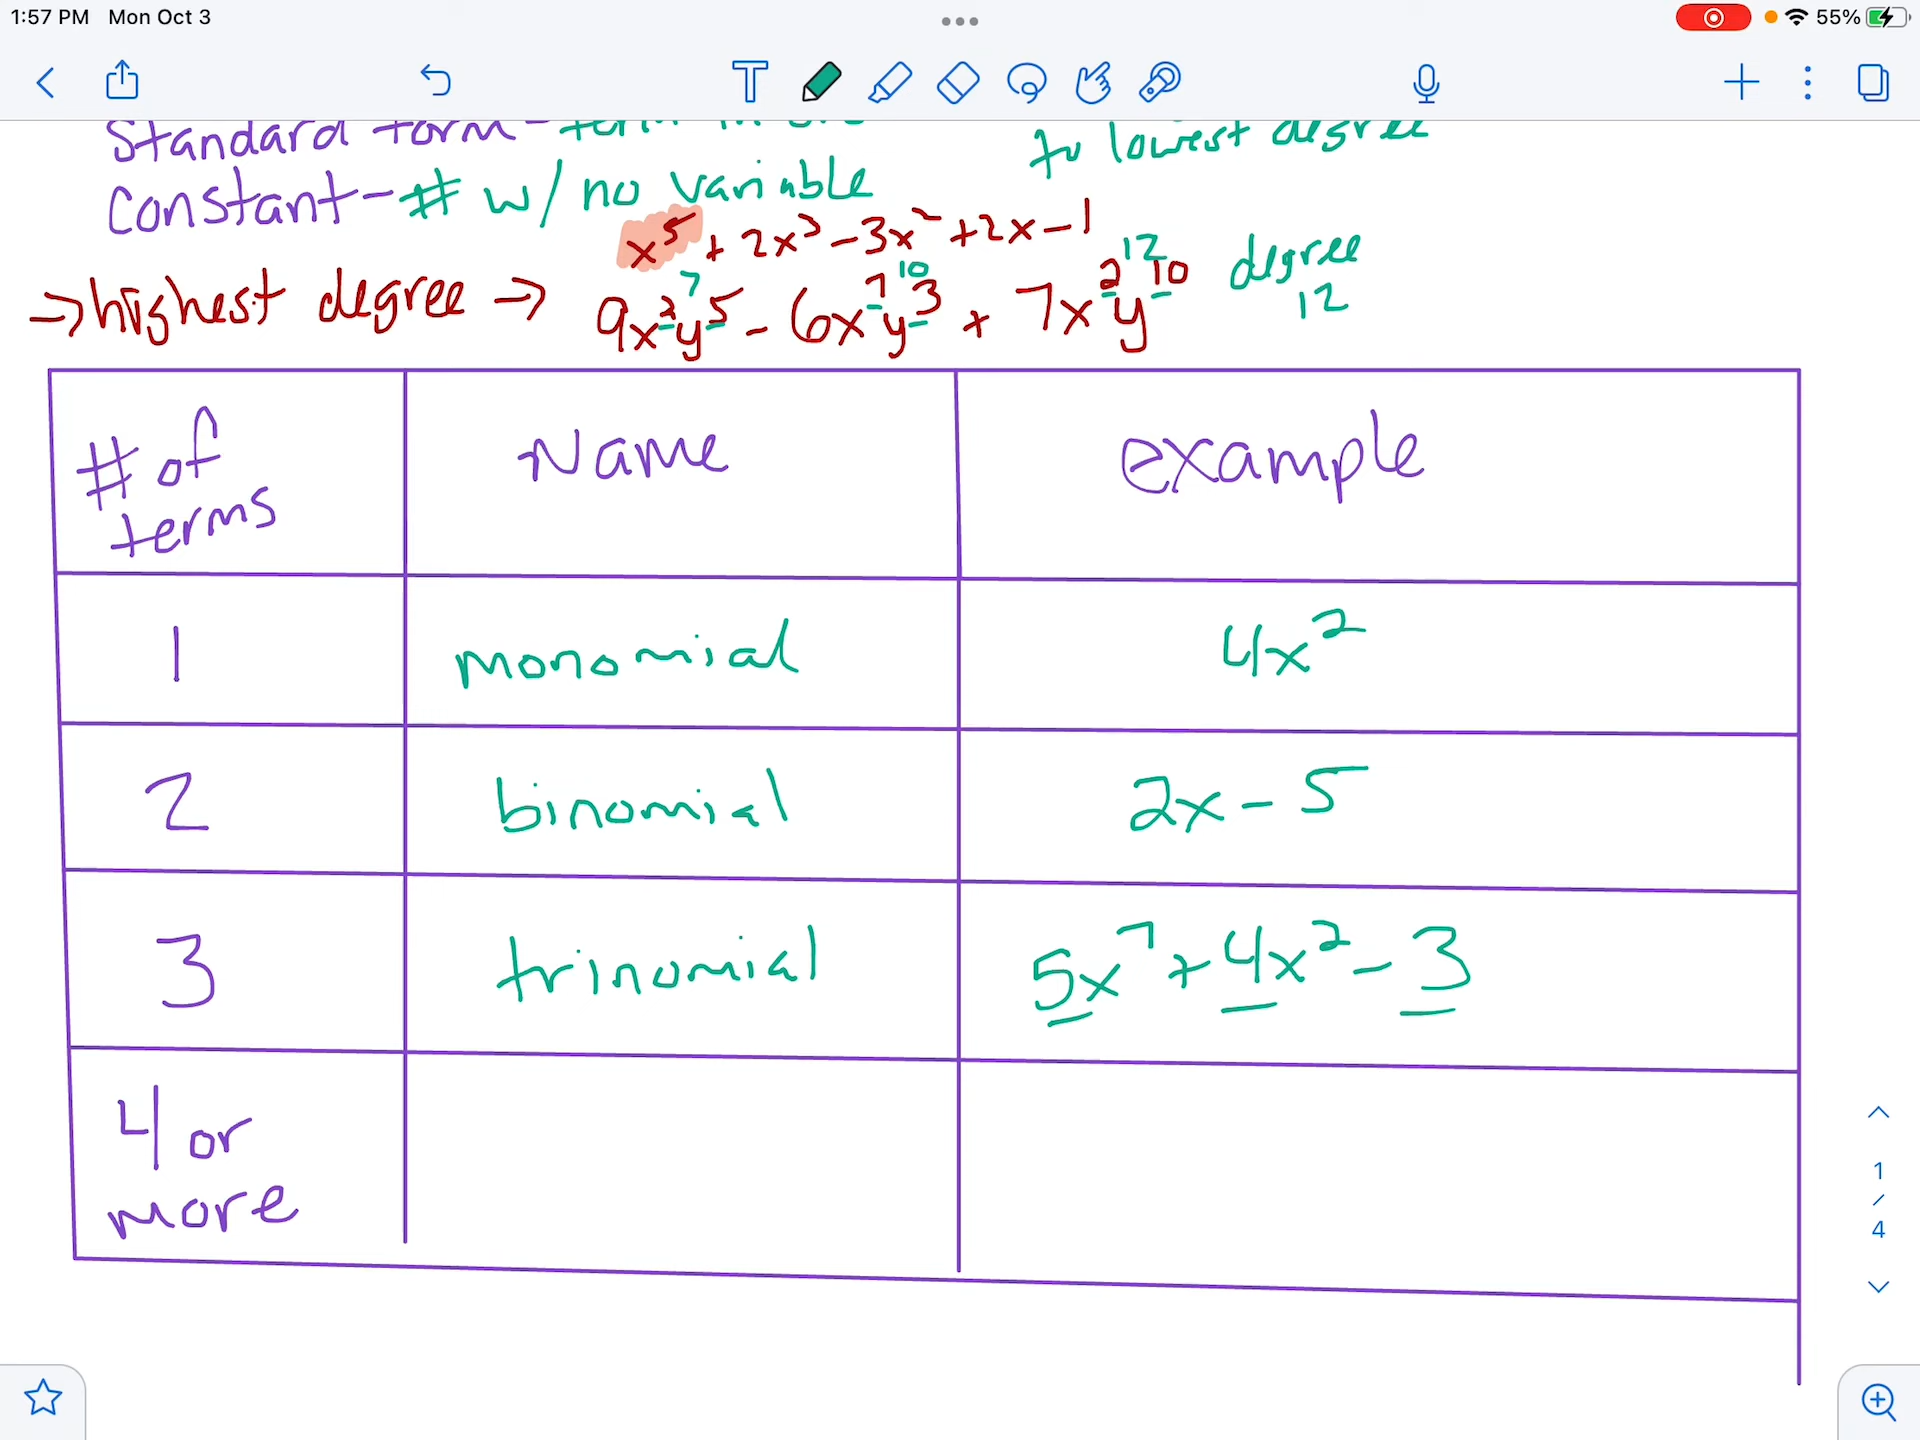 1:57 PM Mon Oct 3
55%
Standard form - term in
to lowest degree
Constant - # w/ no variable
x⁵ + 2x³ - 3x² + 2x - 1
7 10 12
→ highest degree → 9x²y⁵ - 6x⁷y³ + 7x²y¹⁰
degree
12
# of terms Name example
1 monomial 4x²
2 binomial 2x - 5
3 trinomial 5x⁷ + 4x² - 3
4 or
more
1
/
4